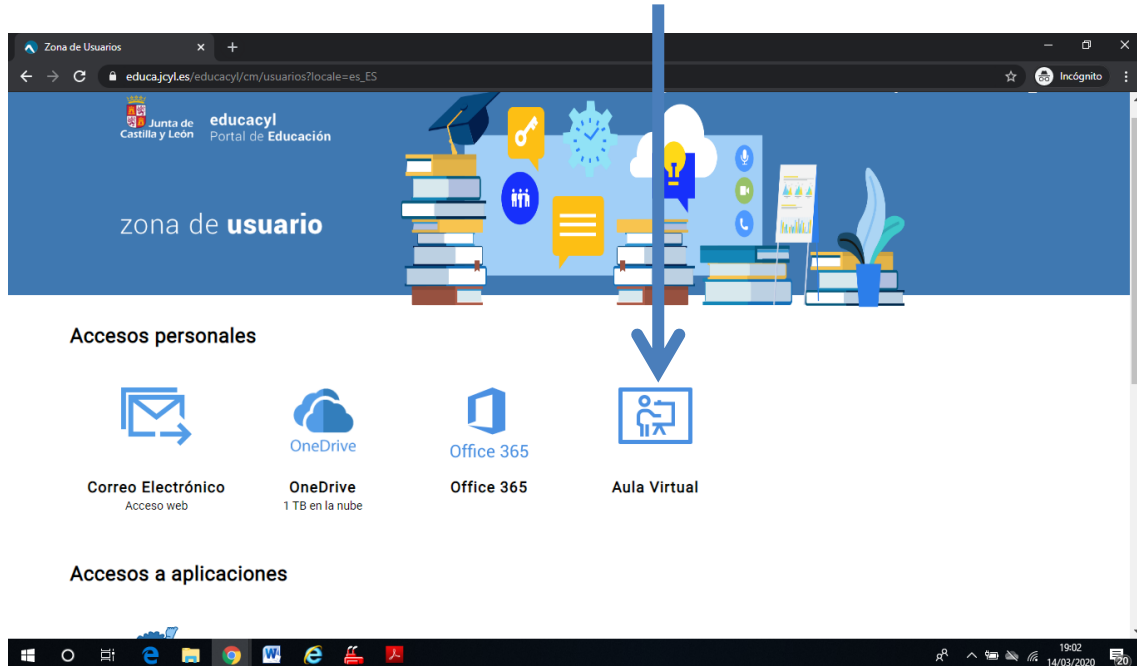 Zona de Usuarios
educa.jcyl.es/educacyl/cm/usuarios?locale=es_ES
Incógnito
Junta de
Castilla y León
educacyl
Portal de Educación
zona de usuario
Accesos personales
OneDrive
Office 365
Correo Electrónico
Acceso web
OneDrive
1 TB en la nube
Office 365
Aula Virtual
Accesos a aplicaciones
19:02
14/03/2020
20